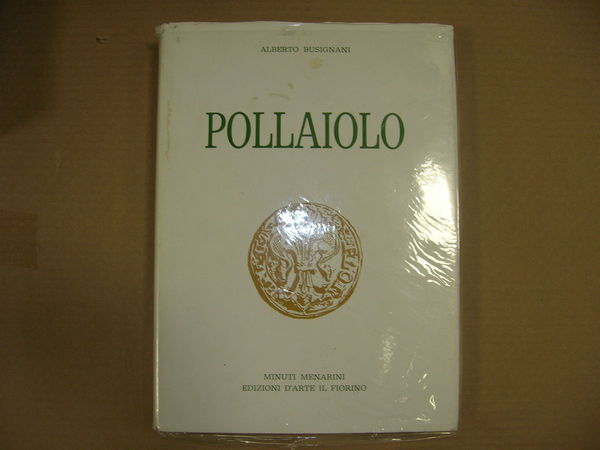 ALBERTO BUSIGNANI
POLLAIOLO
MINUTI MENARINI
EDIZIONI D'ARTE IL FIORINO